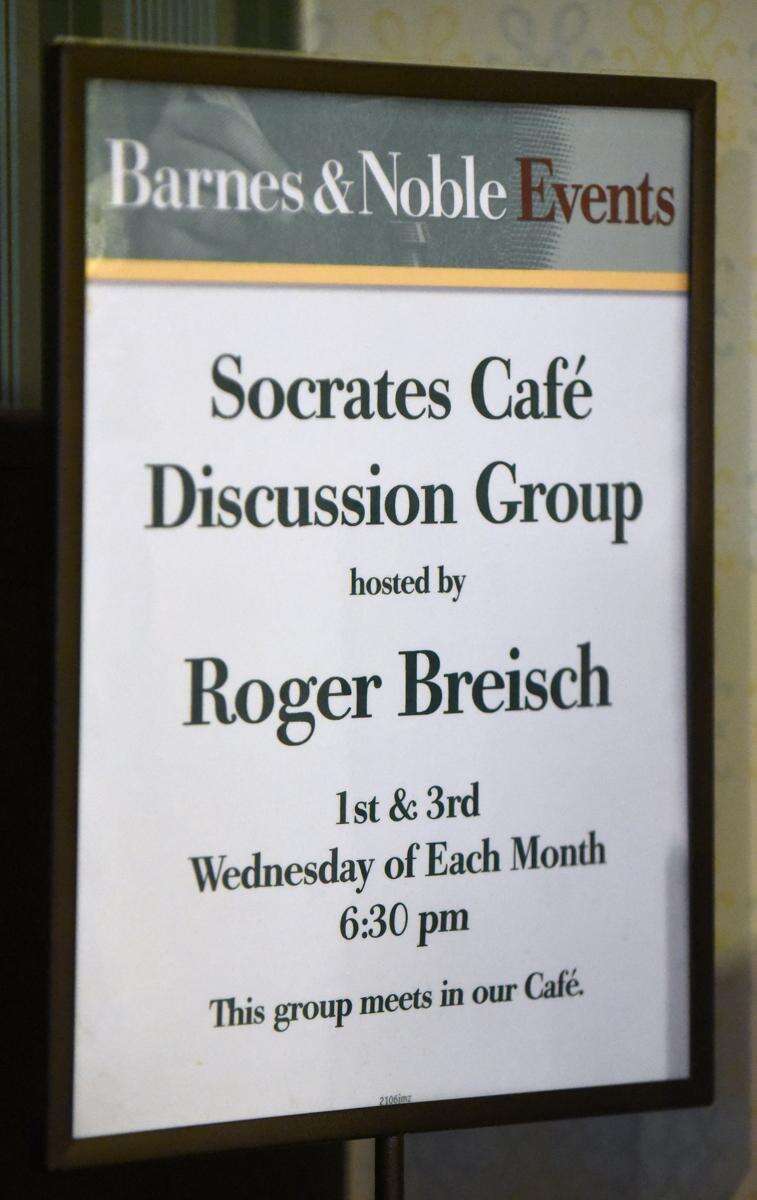 Barnes & Noble Events
Socrates Café
Discussion Group
hosted by
Roger Breisch
1st & 3rd
Wednesday of Each Month
6:30 pm
This group meets in our Café.
2106imz